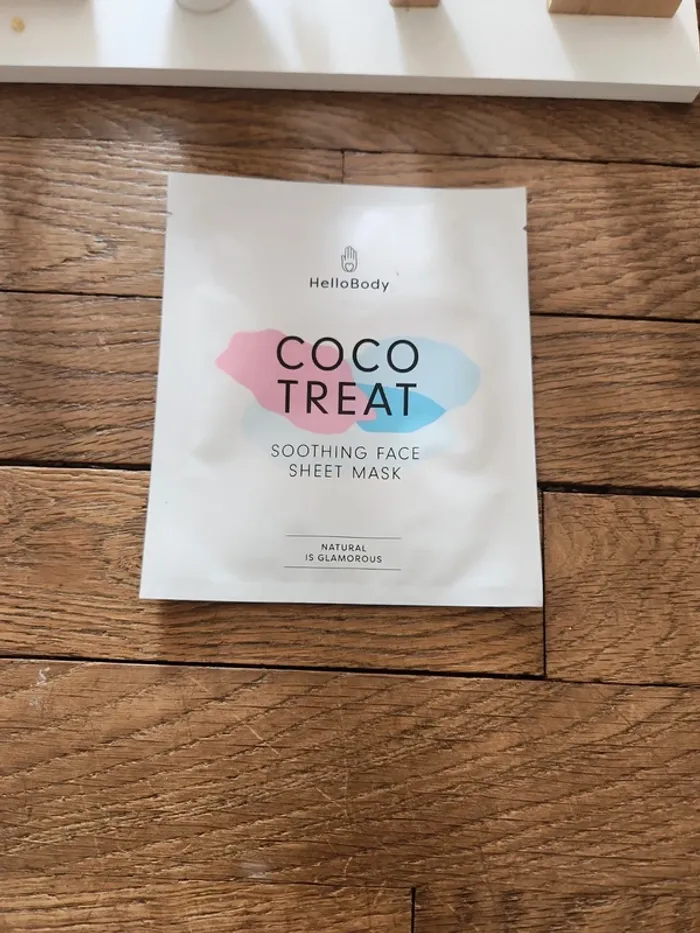 HelloBody
COCO
TREAT
SOOTHING FACE
SHEET MASK
NATURAL
IS GLAMOROUS